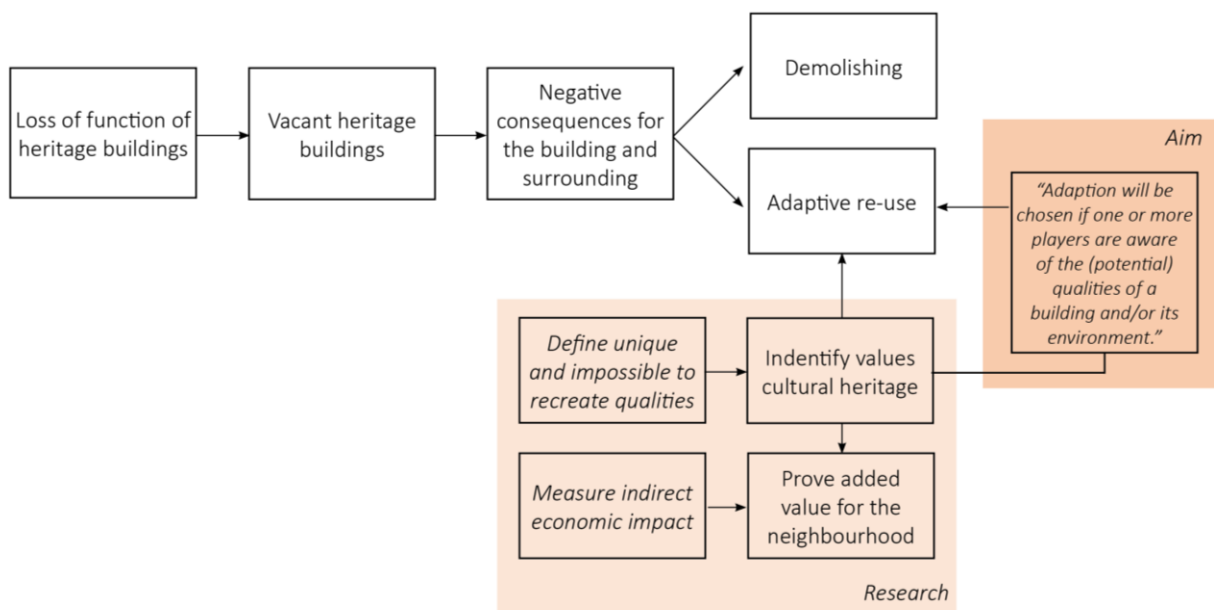 Loss of function of
heritage buildings
Vacant heritage
buildings
Negative
consequences for
the building and
surrounding
Demolishing
Adaptive re-use
Aim
“Adaption will be
chosen if one or more
players are aware
of the (potential)
qualities of a
building and/or its
environment.”
Define unique
and impossible to
recreate qualities
Indentify values
cultural heritage
Measure indirect
economic impact
Prove added
value for the
neighbourhood
Research